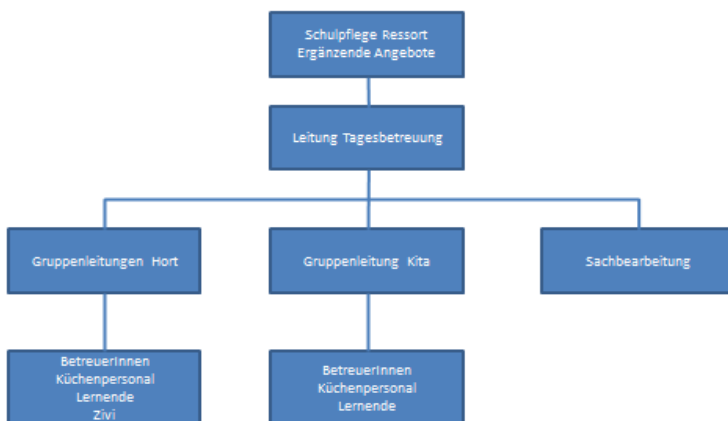 Schulpflege Ressort
Ergänzende Angebote
Leitung Tagesbetreuung
Gruppenleitungen Hort
Gruppenleitung Kita
Sachbearbeitung
BetreuerInnen
Küchenpersonal
Lernende
Zivi
BetreuerInnen
Küchenpersonal
Lernende